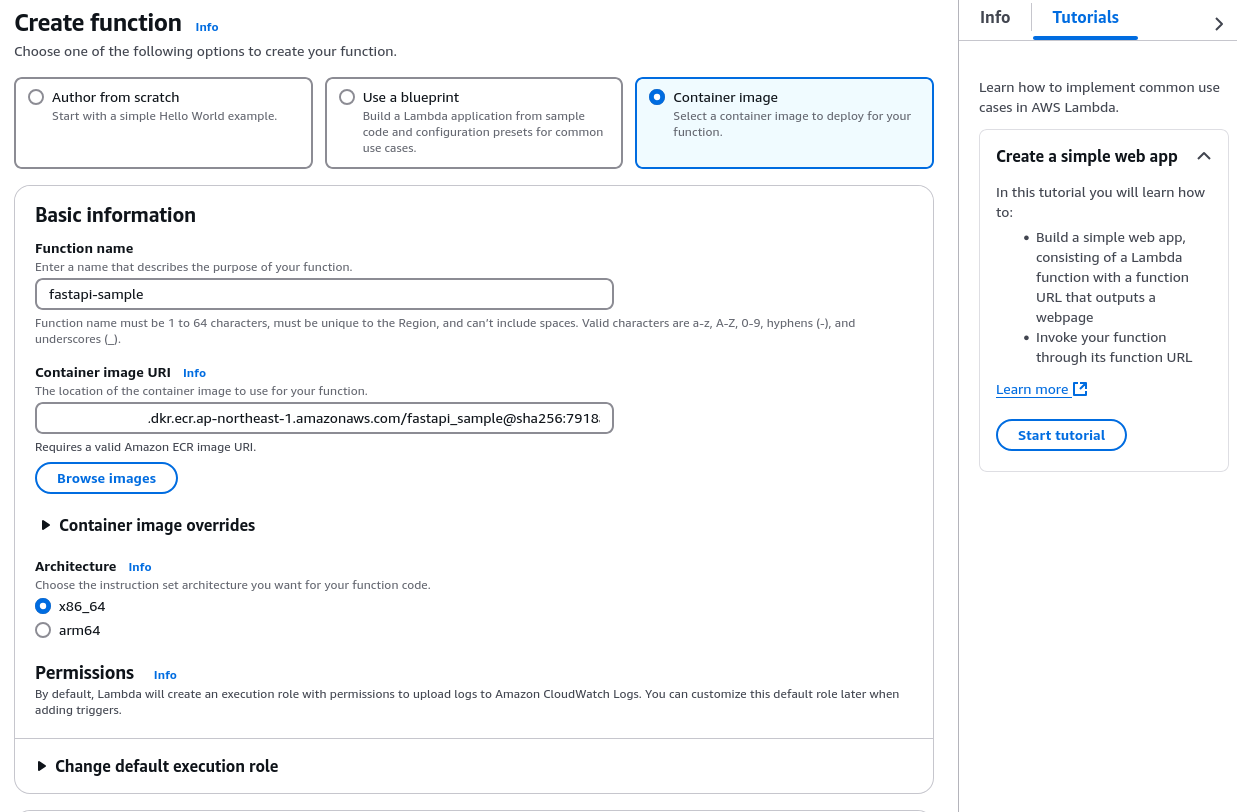 Create function Info
Choose one of the following options to create your function.
Author from scratch
Start with a simple Hello World example.
Use a blueprint
Build a Lambda application from sample
code and configuration presets for common
use cases.
Container image
Select a container image to deploy for your
function.
Basic information
Function name
Enter a name that describes the purpose of your function.
fastapi-sample
Function name must be 1 to 64 characters, must be unique to the Region, and can't include spaces. Valid characters are a-z, A-Z, 0-9, hyphens (-), and
underscores (_).
Container image URI Info
The location of the container image to use for your function.
.dkr.ecr.ap-northeast-1.amazonaws.com/fastapi_sample@sha256:7918
Requires a valid Amazon ECR image URI.
Browse images
Container image overrides
Architecture Info
Choose the instruction set architecture you want for your function code.
x86_64
arm64
Permissions Info
By default, Lambda will create an execution role with permissions to upload logs to Amazon CloudWatch Logs. You can customize this default role later when
adding triggers.
Change default execution role
Info Tutorials
Learn how to implement common use
cases in AWS Lambda.
Create a simple web app
In this tutorial you will learn how
to:
• Build a simple web app,
consisting of a Lambda
function with a function
URL that outputs a
webpage
• Invoke your function
through its function URL
Learn more
Start tutorial